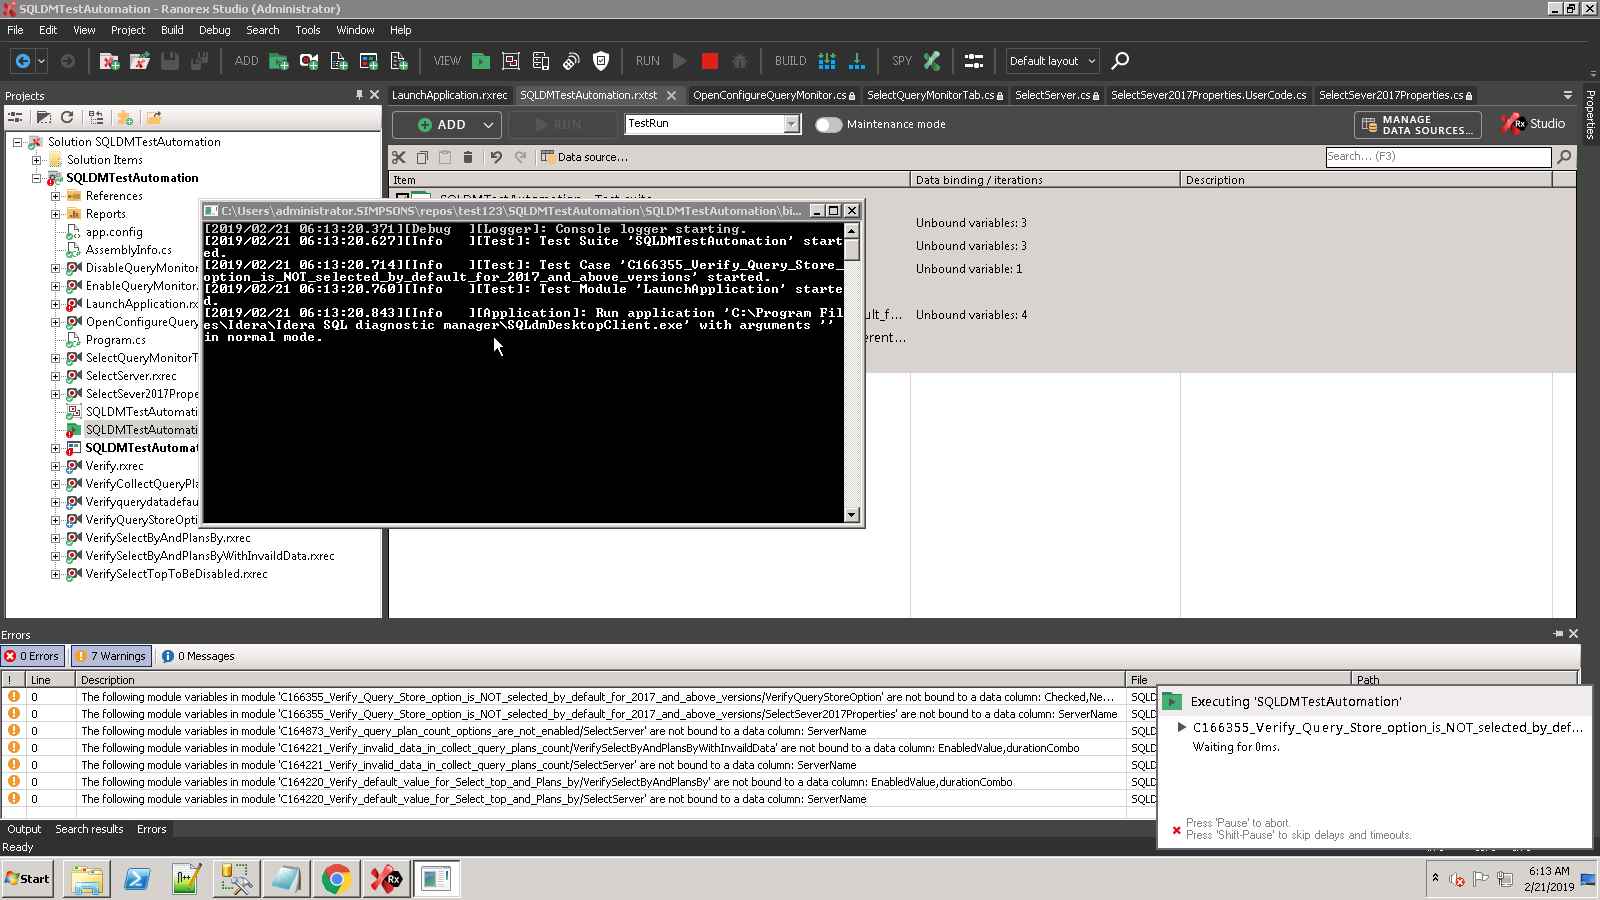 SQLDMTestAutomation - Ranorex Studio (Administrator)
File Edit View Project Build Debug Search Tools Window Help
ADD VIEW RUN BUILD SPY Default layout
Projects
LaunchApplication.rxrec SQLDMTestAutomation.rxtst OpenConfigureQueryMonitor.cs SelectQueryMonitorTab.cs SelectServer.cs SelectSever2017Properties.UserCode.cs SelectSever2017Properties.cs
Properties
ADD RUN TestRun Maintenance mode MANAGE DATA SOURCES... Rx Studio
Data source... Search... (F3)
Item Data binding / iterations Description
Solution SQLDMTestAutomation
Solution Items
SQLDMTestAutomation
References
Reports
app.config
AssemblyInfo.cs
DisableQueryMonitor
EnableQueryMonitor.
LaunchApplication.rx
OpenConfigureQuery
Program.cs
SelectQueryMonitorT
SelectServer.rxrec
SelectSever2017Prope
SQLDMTestAutomati
SQLDMTestAutomati
SQLDMTestAutomat
Verify.rxrec
VerifyCollectQueryPla
Verifyquerydatadefau
VerifyQueryStoreOpti
VerifySelectByAndPlansBy.rxrec
VerifySelectByAndPlansByWithInvaildData.rxrec
VerifySelectTopToBeDisabled.rxrec
Unbound variables: 3
Unbound variables: 3
Unbound variable: 1
ult_f... Unbound variables: 4
erent...
C:\Users\administrator.SIMPSONS\repos\test123\SQLDMTestAutomation\SQLDMTestAutomation\bi...
[2019/02/21 06:13:20.371][Debug ][Logger]: Console logger starting.
[2019/02/21 06:13:20.627][Info ][Test]: Test Suite 'SQLDMTestAutomation' start
ed.
[2019/02/21 06:13:20.714][Info ][Test]: Test Case 'C166355_Verify_Query_Store_
option_is_NOT_selected_by_default_for_2017_and_above_versions' started.
[2019/02/21 06:13:20.760][Info ][Test]: Test Module 'LaunchApplication' starte
d.
[2019/02/21 06:13:20.843][Info ][Application]: Run application 'C:\Program Fil
es\Idera\Idera SQL diagnostic manager\SQLdmDesktopClient.exe' with arguments ''
in normal mode.
Errors
0 Errors 7 Warnings 0 Messages
! Line Description File Path
0 The following module variables in module 'C166355_Verify_Query_Store_option_is_NOT_selected_by_default_for_2017_and_above_versions/VerifyQueryStoreOption' are not bound to a data column: Checked,Ne... SQLD
0 The following module variables in module 'C166355_Verify_Query_Store_option_is_NOT_selected_by_default_for_2017_and_above_versions/SelectSever2017Properties' are not bound to a data column: ServerName SQLD
0 The following module variables in module 'C164873_Verify_query_plan_count_options_are_not_enabled/SelectServer' are not bound to a data column: ServerName SQLD
0 The following module variables in module 'C164221_Verify_invalid_data_in_collect_query_plans_count/VerifySelectByAndPlansByWithInvaildData' are not bound to a data column: EnabledValue,durationCombo SQLD
0 The following module variables in module 'C164221_Verify_invalid_data_in_collect_query_plans_count/SelectServer' are not bound to a data column: ServerName SQLD
0 The following module variables in module 'C164220_Verify_default_value_for_Select_top_and_Plans_by/VerifySelectByAndPlansBy' are not bound to a data column: EnabledValue,durationCombo SQLD
0 The following module variables in module 'C164220_Verify_default_value_for_Select_top_and_Plans_by/SelectServer' are not bound to a data column: ServerName SQLD
Executing 'SQLDMTestAutomation'
C166355_Verify_Query_Store_option_is_NOT_selected_by_def...
Waiting for 0ms.
Press 'Pause' to abort.
Press 'Shift-Pause' to skip delays and timeouts.
Output Search results Errors
Ready
Start
6:13 AM
2/21/2019